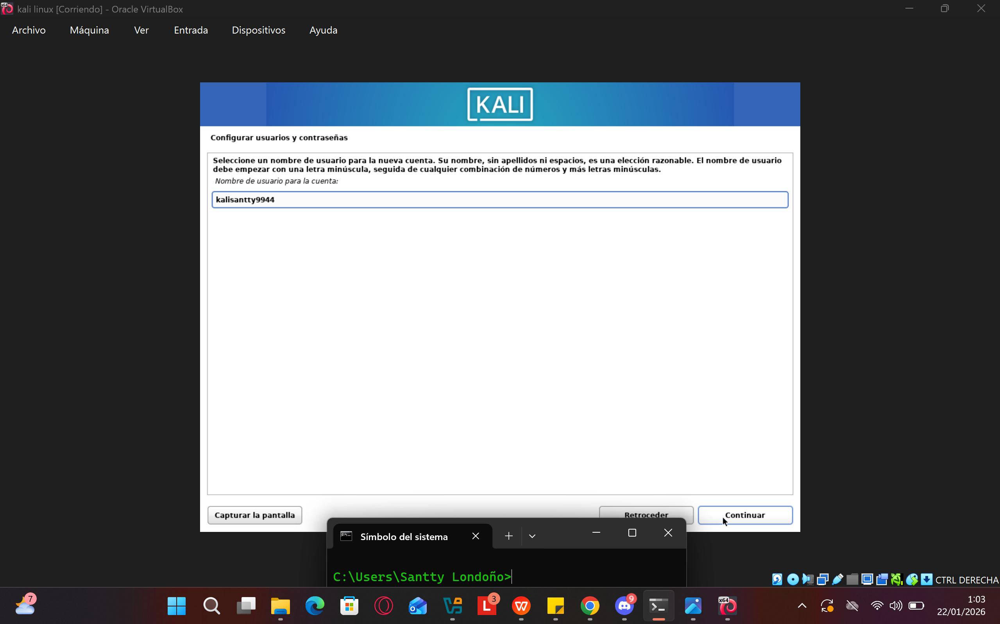 kali linux [Corriendo] - Oracle VirtualBox
Archivo Máquina Ver Entrada Dispositivos Ayuda
KALI
Configurar usuarios y contraseñas
Seleccione un nombre de usuario para la nueva cuenta. Su nombre, sin apellidos ni espacios, es una elección razonable. El nombre de usuario
debe empezar con una letra minúscula, seguida de cualquier combinación de números y más letras minúsculas.
Nombre de usuario para la cuenta:
kalisantty9944
Capturar la pantalla Retroceder Continuar
Símbolo del sistema
C:\Users\Santty Londoño>
CTRL DERECHA
7
3
9
x64
1:03
22/01/2026